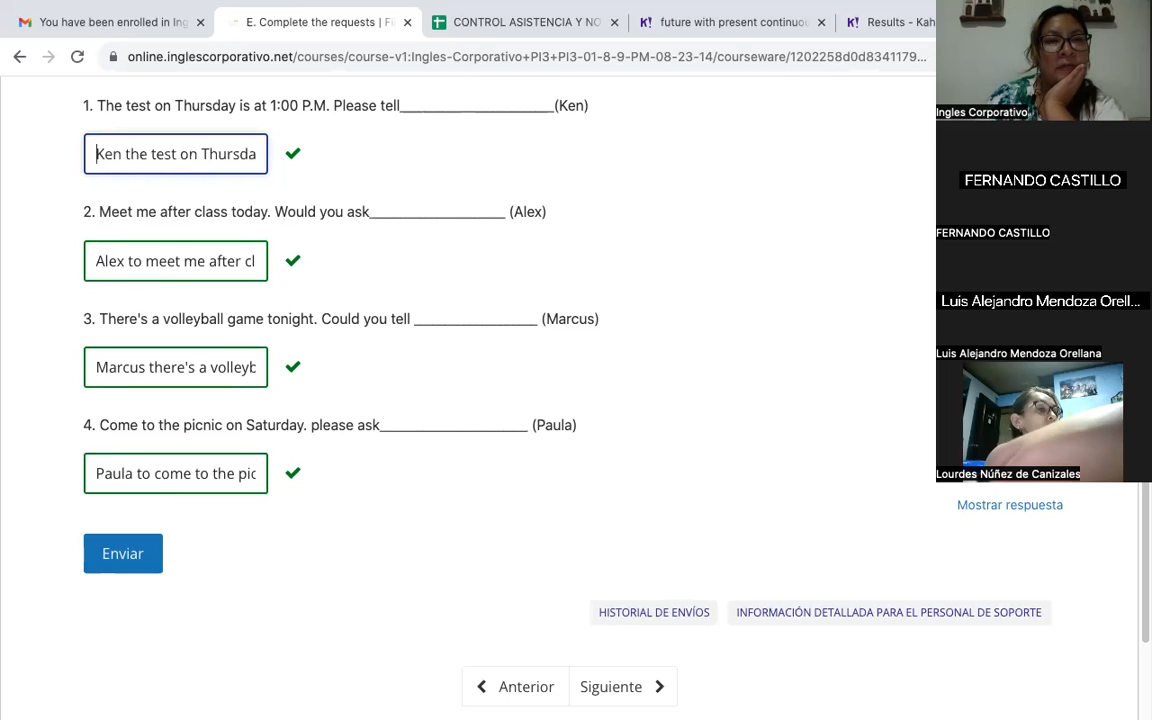 You have been enrolled in Ing
E. Complete the requests | Fi
CONTROL ASISTENCIA Y NO
K! future with present continuou
K! Results - Kah
online.inglescorporativo.net/courses/course-v1:Ingles-Corporativo+PI3+PI3-01-8-9-PM-08-23-14/courseware/1202258d0d8341179...
1. The test on Thursday is at 1:00 P.M. Please tell____________________(Ken)
Ken the test on Thursda
2. Meet me after class today. Would you ask__________________ (Alex)
Alex to meet me after cl
3. There's a volleyball game tonight. Could you tell ________________ (Marcus)
Marcus there's a volleyb
4. Come to the picnic on Saturday. please ask___________________ (Paula)
Paula to come to the pic
Enviar
Mostrar respuesta
HISTORIAL DE ENVÍOS
INFORMACIÓN DETALLADA PARA EL PERSONAL DE SOPORTE
Anterior
Siguiente
Ingles Corporativo
FERNANDO CASTILLO
FERNANDO CASTILLO
Luis Alejandro Mendoza Orell...
Luis Alejandro Mendoza Orellana
Lourdes Núñez de Canizales